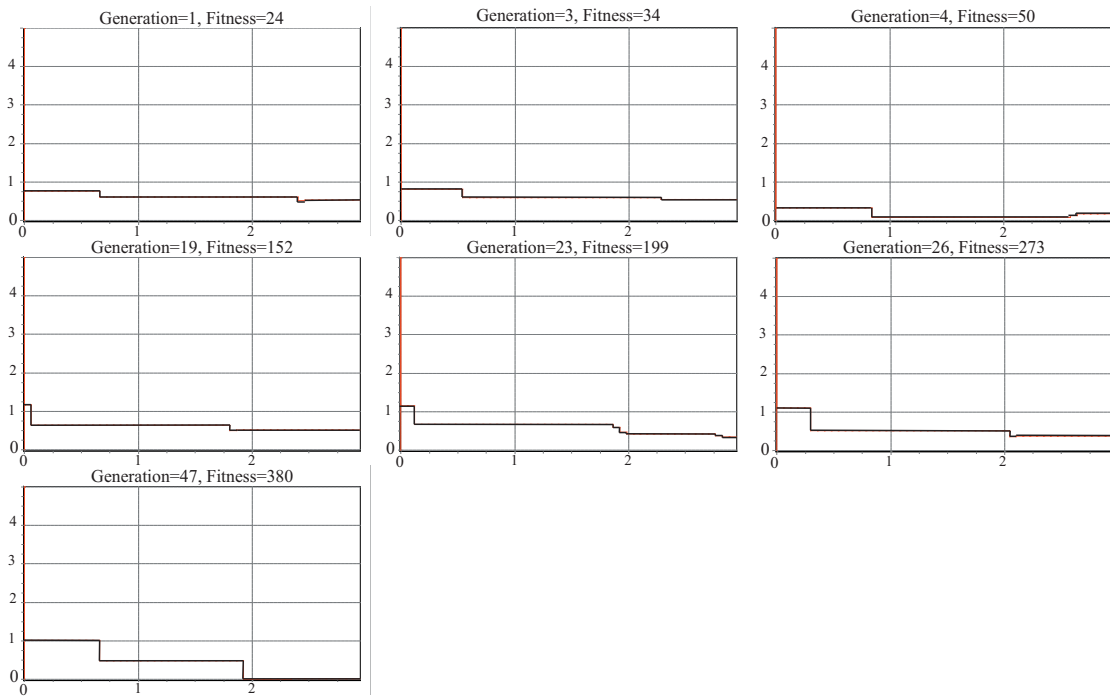 Generation=1, Fitness=24
4
3
2
1
0
0 1 2
Generation=3, Fitness=34
4
3
2
1
0
0 1 2
Generation=4, Fitness=50
4
3
2
1
0
0 1 2
Generation=19, Fitness=152
4
3
2
1
0
0 1 2
Generation=23, Fitness=199
4
3
2
1
0
0 1 2
Generation=26, Fitness=273
4
3
2
1
0
0 1 2
Generation=47, Fitness=380
4
3
2
1
0
0 1 2